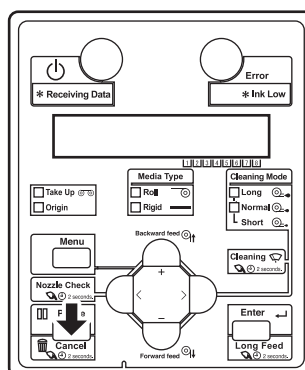 Error
* Receiving Data
* Ink Low
1 2 3 4 5 6 7 8
Media Type
Roll
Rigid
Cleaning Mode
Long
Normal
Short
Take Up
Origin
Menu
Backward feed
+
< >
−
Forward feed
Cleaning
2 seconds.
Nozzle Check
2 seconds.
Enter
Cancel
2 seconds.
Long Feed
2 seconds.